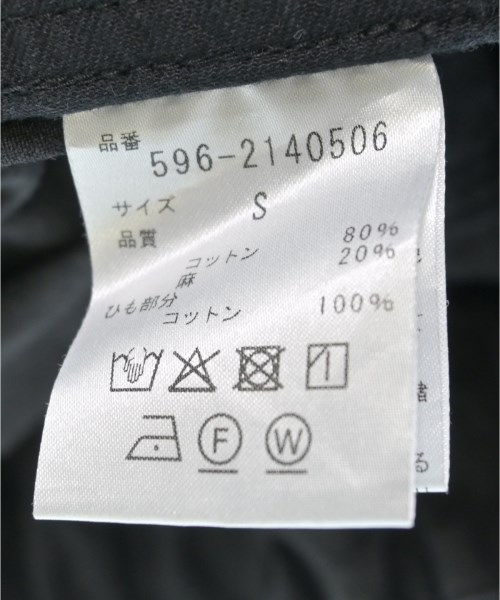 品番 596-2140506
サイズ S
品質
コットン 80%
麻 20%
ひも部分
コットン 100%
F W
る